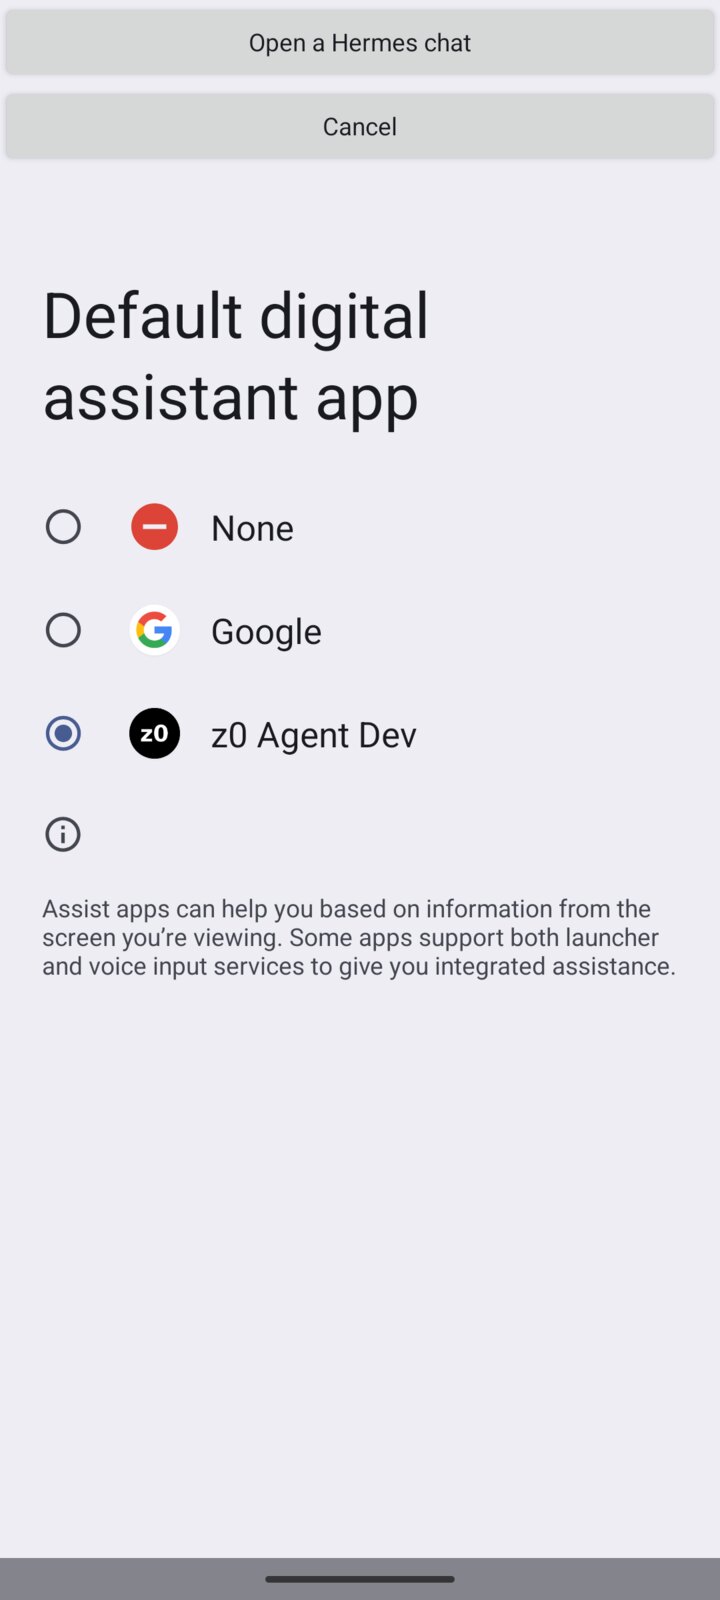 Open a Hermes chat
Cancel
Default digital
assistant app
None
Google
z0 z0 Agent Dev
Assist apps can help you based on information from the
screen you’re viewing. Some apps support both launcher
and voice input services to give you integrated assistance.